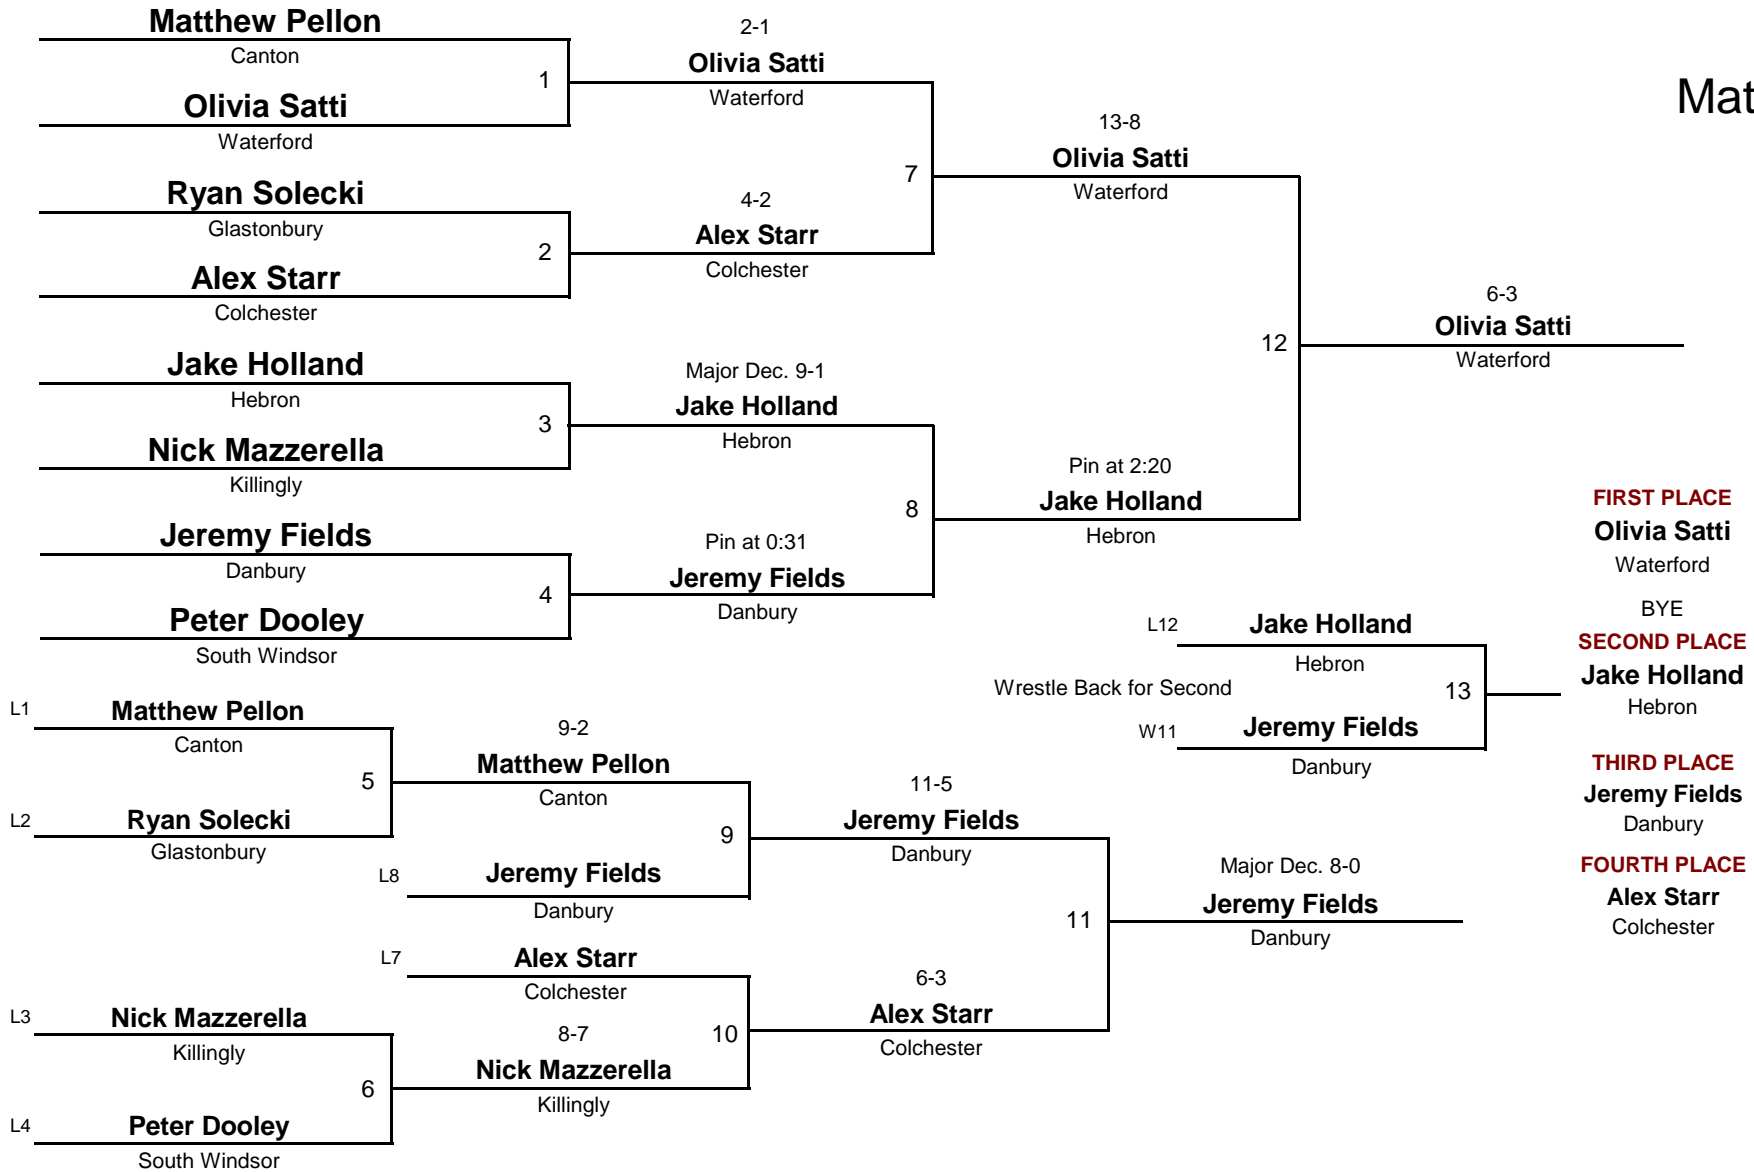 Matthew Pellon
Canton
1
Olivia Satti
Waterford
Ryan Solecki
Glastonbury
2
Alex Starr
Colchester
Jake Holland
Hebron
3
Nick Mazzerella
Killingly
Jeremy Fields
Danbury
4
Peter Dooley
South Windsor
2-1
Olivia Satti
Waterford
7
4-2
Alex Starr
Colchester
Major Dec. 9-1
Jake Holland
Hebron
8
Pin at 0:31
Jeremy Fields
Danbury
13-8
Olivia Satti
Waterford
12
Pin at 2:20
Jake Holland
Hebron
6-3
Olivia Satti
Waterford
Mat
L1
Matthew Pellon
Canton
5
L2
Ryan Solecki
Glastonbury
9-2
Matthew Pellon
Canton
9
L8
Jeremy Fields
Danbury
L7
Alex Starr
Colchester
10
L3
Nick Mazzerella
Killingly
6
L4
Peter Dooley
South Windsor
8-7
Nick Mazzerella
Killingly
11-5
Jeremy Fields
Danbury
11
6-3
Alex Starr
Colchester
Major Dec. 8-0
Jeremy Fields
Danbury
L12
Jake Holland
Hebron
Wrestle Back for Second
13
W11
Jeremy Fields
Danbury
FIRST PLACE
Olivia Satti
Waterford
BYE
SECOND PLACE
Jake Holland
Hebron
THIRD PLACE
Jeremy Fields
Danbury
FOURTH PLACE
Alex Starr
Colchester